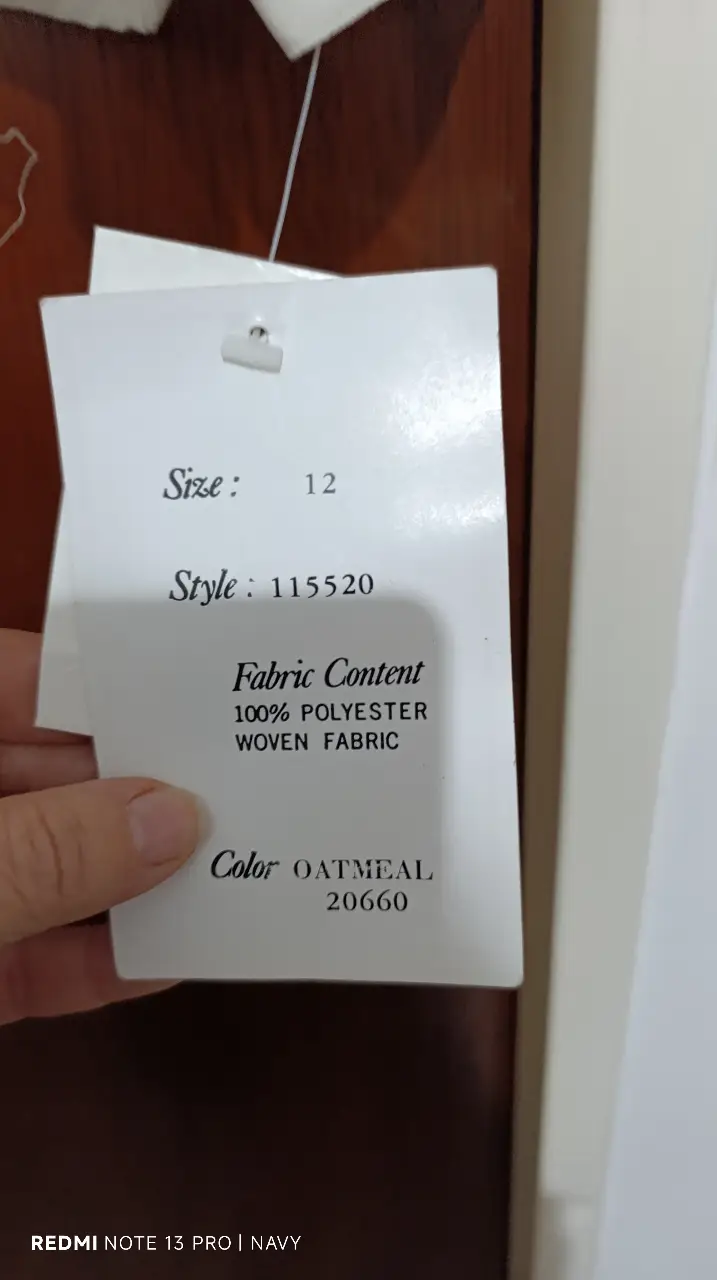 Size : 12
Style : 115520
Fabric Content
100% POLYESTER
WOVEN FABRIC
Color OATMEAL
20660
REDMI NOTE 13 PRO | NAVY